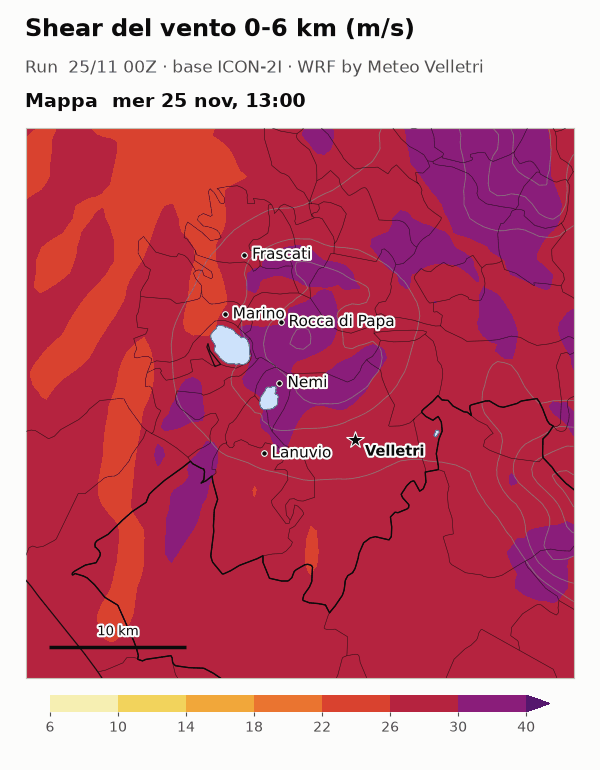 Shear del vento 0-6 km (m/s)
Run  25/11 00Z · base ICON-2I · WRF by Meteo Velletri
Mappa  mer 25 nov, 13:00
Frascati
Marino
Rocca di Papa
Nemi
Velletri
Lanuvio
10 km
6 10 14 18 22 26 30 40